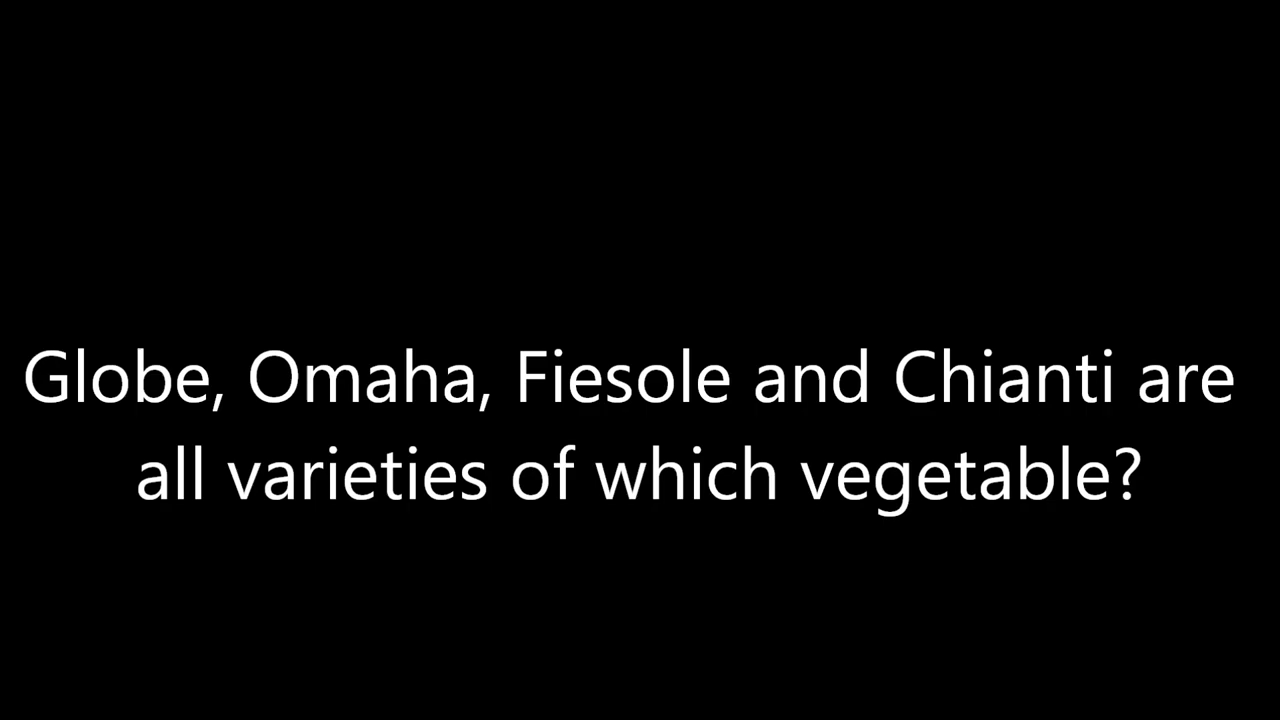 Globe, Omaha, Fiesole and Chianti are
all varieties of which vegetable?